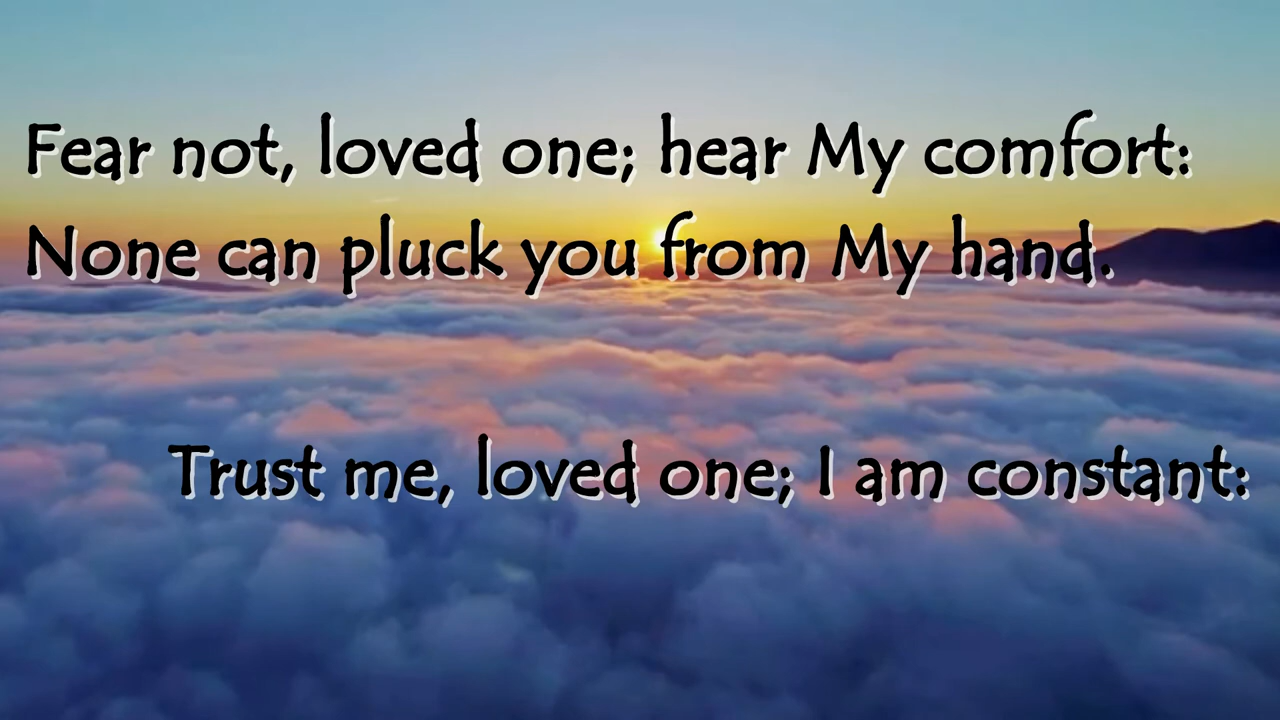 Fear not, loved one; hear My comfort:
None can pluck you from My hand.
Trust me, loved one; I am constant: